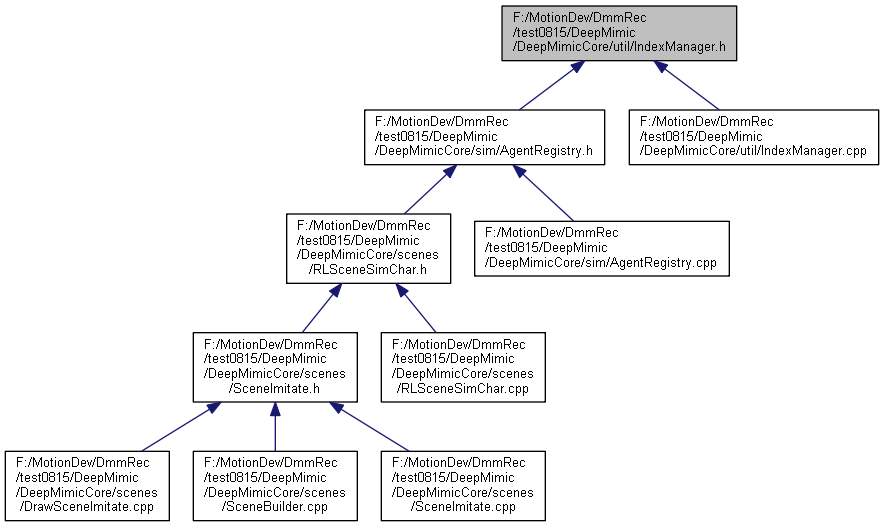 F:/MotionDev/DmmRec
/test0815/DeepMimic
/DeepMimicCore/util/IndexManager.h
F:/MotionDev/DmmRec
/test0815/DeepMimic
/DeepMimicCore/sim/AgentRegistry.h
F:/MotionDev/DmmRec
/test0815/DeepMimic
/DeepMimicCore/util/IndexManager.cpp
F:/MotionDev/DmmRec
/test0815/DeepMimic
/DeepMimicCore/scenes
/RLSceneSimChar.h
F:/MotionDev/DmmRec
/test0815/DeepMimic
/DeepMimicCore/sim/AgentRegistry.cpp
F:/MotionDev/DmmRec
/test0815/DeepMimic
/DeepMimicCore/scenes
/SceneImitate.h
F:/MotionDev/DmmRec
/test0815/DeepMimic
/DeepMimicCore/scenes
/RLSceneSimChar.cpp
F:/MotionDev/DmmRec
/test0815/DeepMimic
/DeepMimicCore/scenes
/DrawSceneImitate.cpp
F:/MotionDev/DmmRec
/test0815/DeepMimic
/DeepMimicCore/scenes
/SceneBuilder.cpp
F:/MotionDev/DmmRec
/test0815/DeepMimic
/DeepMimicCore/scenes
/SceneImitate.cpp